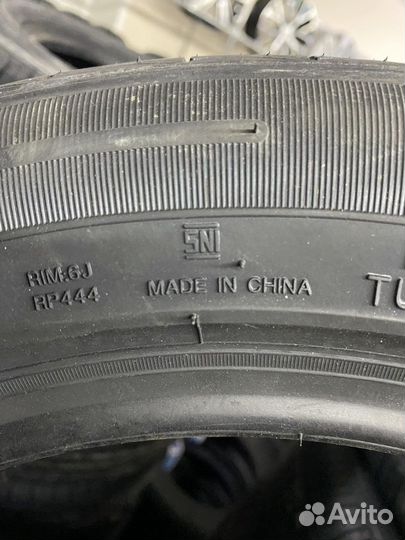 SNI
RIM:6J
RP444
MADE IN CHINA
TU
Avito